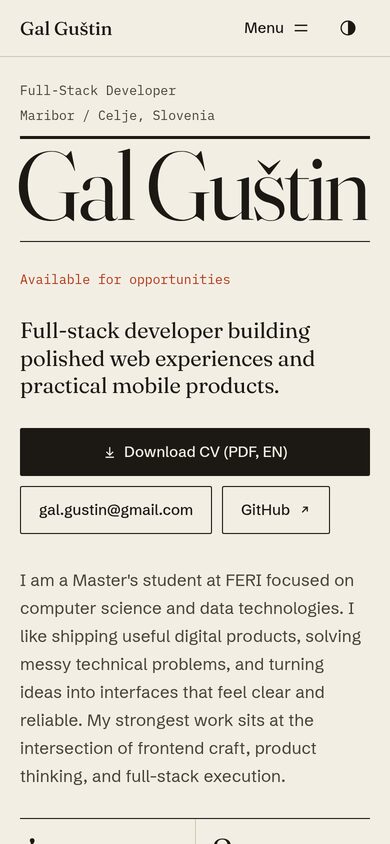 Gal Guštin
Menu
Full-Stack Developer
Maribor / Celje, Slovenia
Gal Guštin
Available for opportunities
Full-stack developer building
polished web experiences and
practical mobile products.
Download CV (PDF, EN)
gal.gustin@gmail.com
GitHub ↗
I am a Master's student at FERI focused on
computer science and data technologies. I
like shipping useful digital products, solving
messy technical problems, and turning
ideas into interfaces that feel clear and
reliable. My strongest work sits at the
intersection of frontend craft, product
thinking, and full-stack execution.